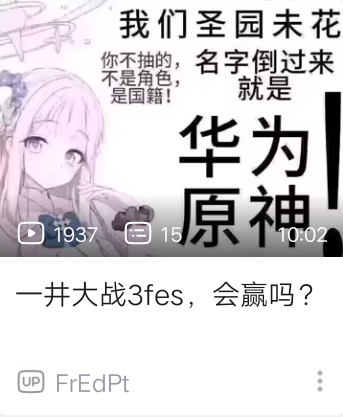 我们圣园未花
你不抽的，
不是角色，
是国籍！
名字倒过来
就是
华为
原神！
1937
15
10:02
一井大战3fes，会赢吗？
UP FrEdPt